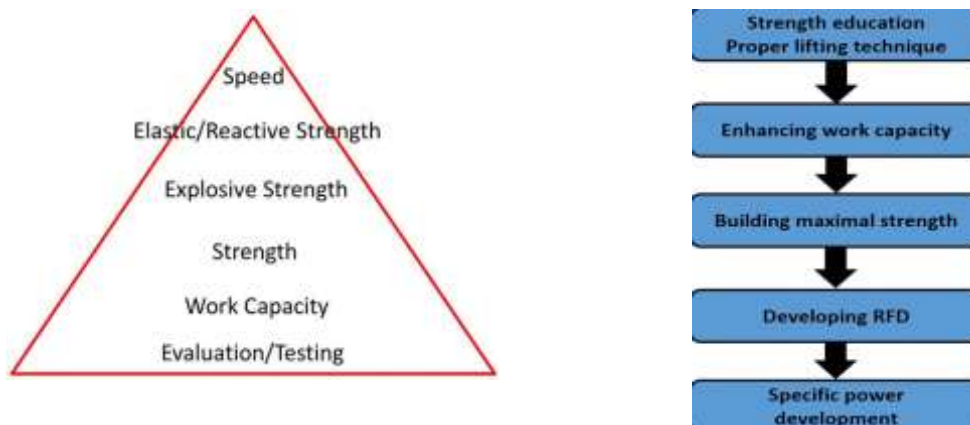 Speed
Elastic/Reactive Strength
Explosive Strength
Strength
Work Capacity
Evaluation/Testing
Strength education
Proper lifting technique
Enhancing work capacity
Building maximal strength
Developing RFD
Specific power
development